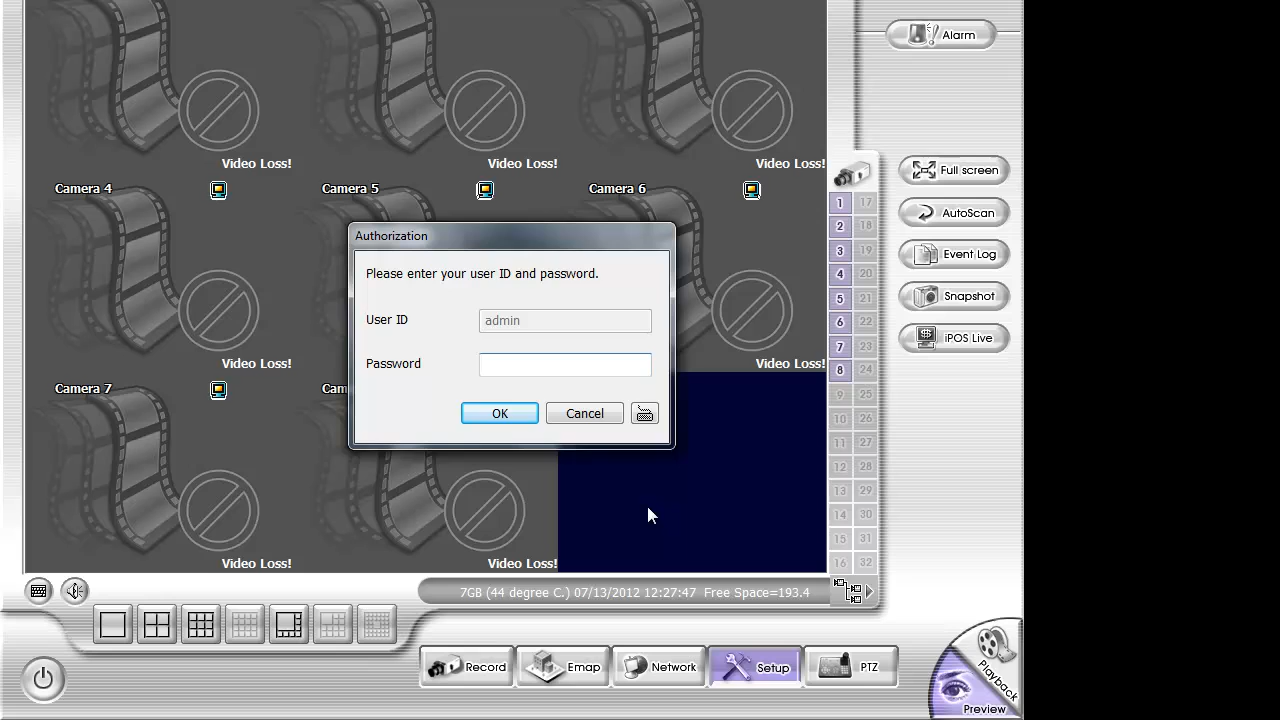 Alarm
Video Loss!
Video Loss!
Video Loss!
Full Screen
Camera 4
Camera 5
Camera 6
1 17
2 18
3 19
4 20
5 21
6 22
7 23
8 24
9 25
10 26
11 27
12 28
13 29
14 30
15 31
16 32
AutoScan
Event Log
Snapshot
iPOSlive
Authorization
Please enter your user ID and password.
User ID
admin
Password
OK
Cancel
Video Loss!
Video Loss!
Camera 7
Video Loss!
Video Loss!
7GB (44 degree C.) 07/13/2012 12:27:47 Free Space=193.4
Record
Emap
Network
Setup
PTZ
Playback
Preview